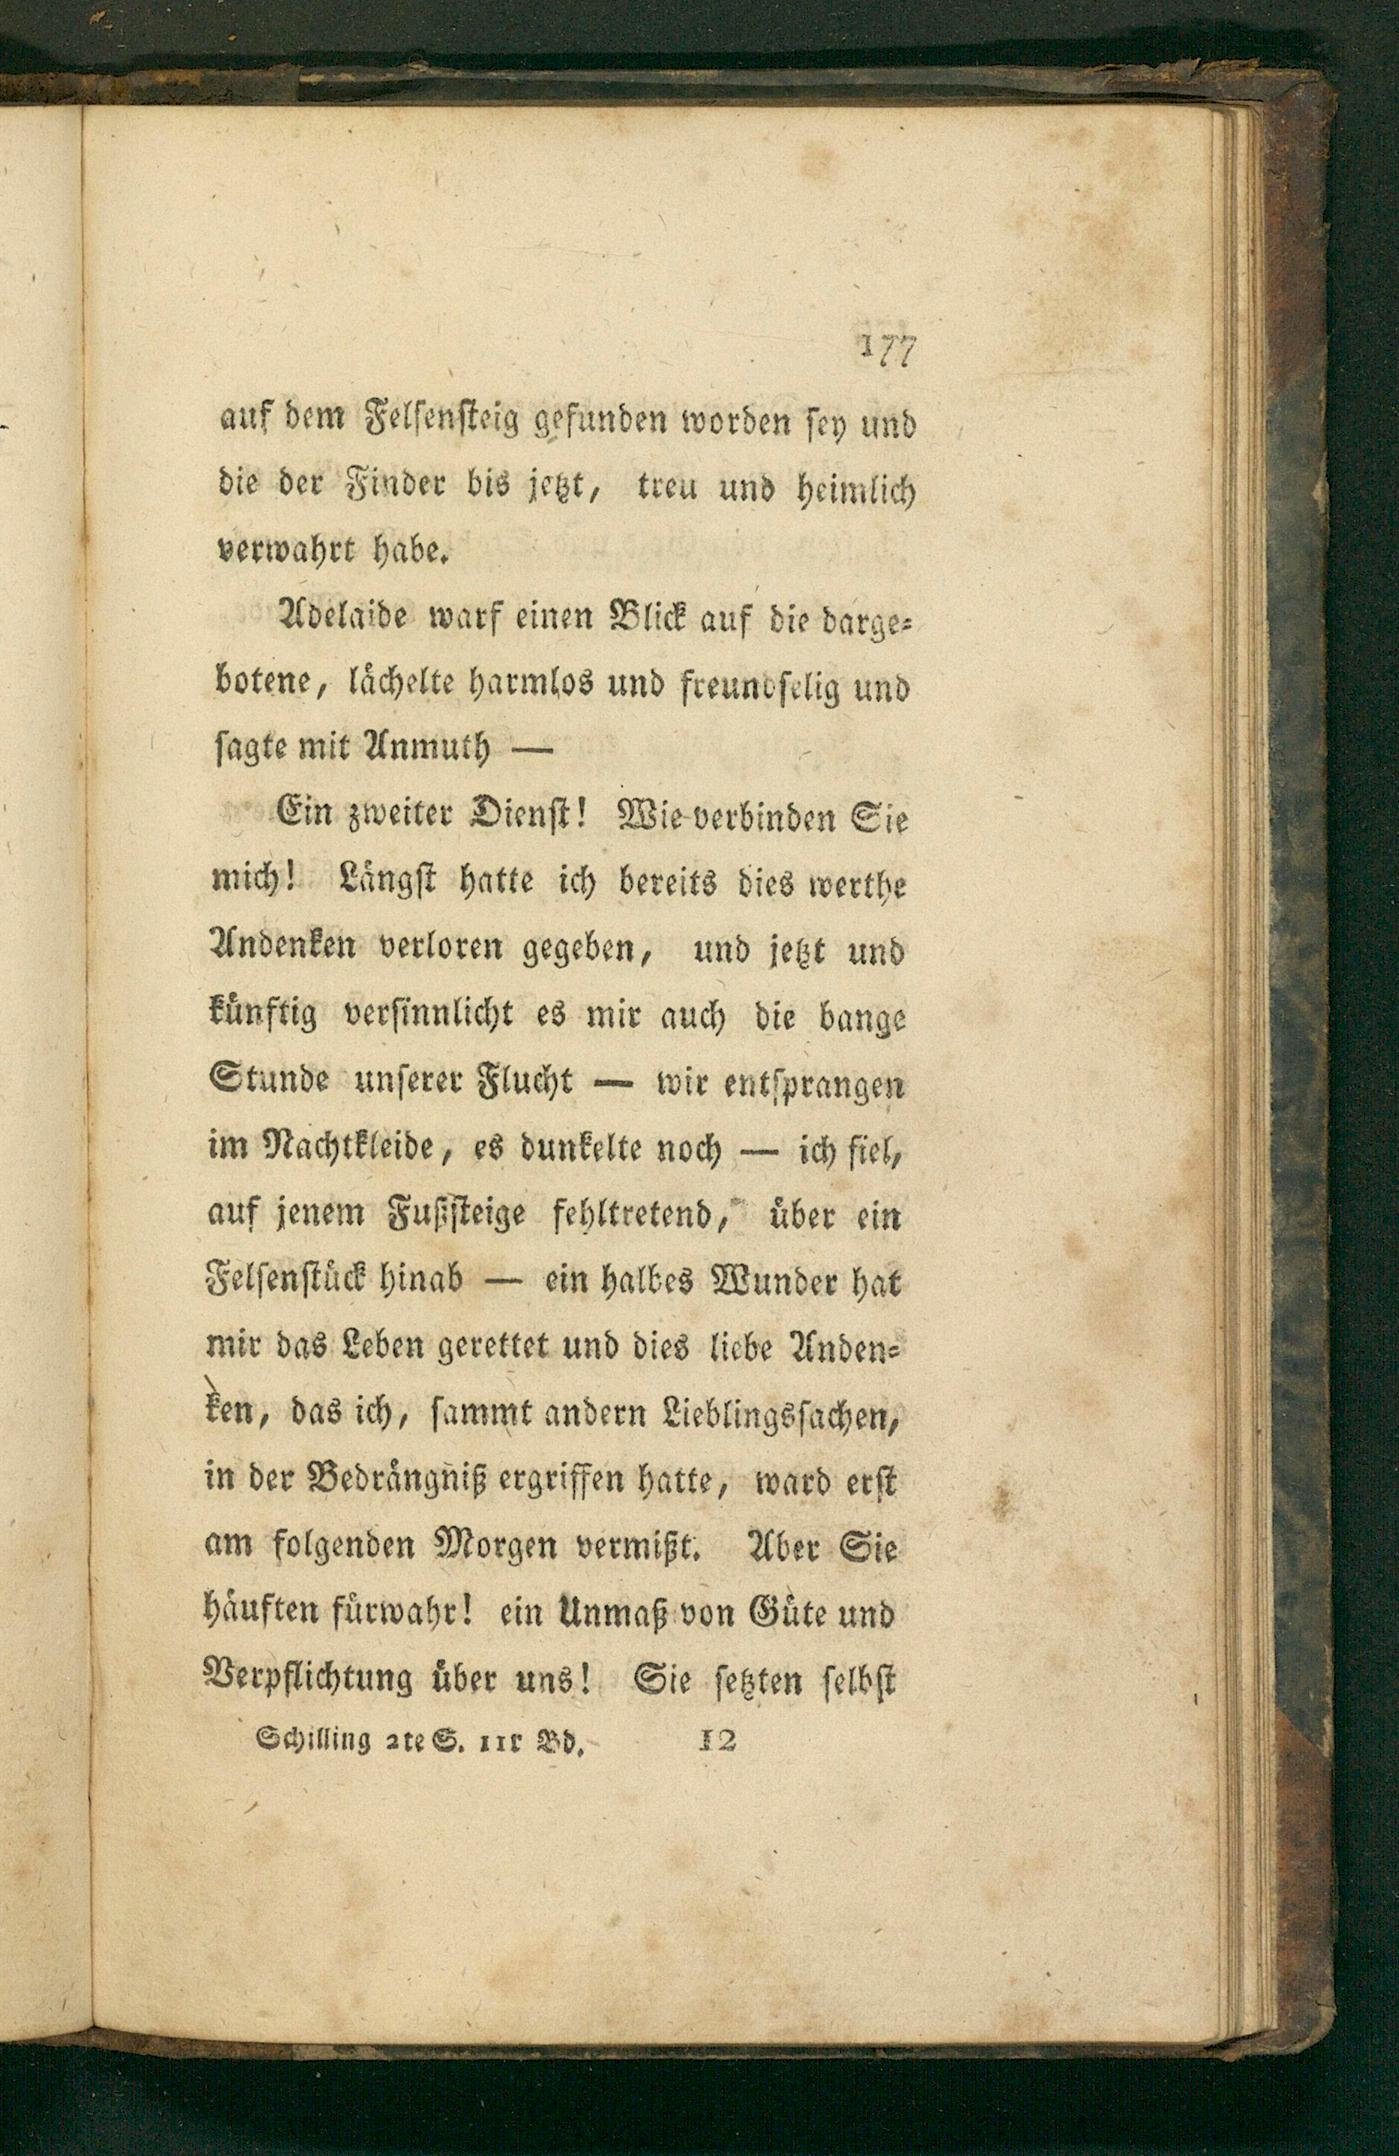 177
auf dem Felsensteig gefunden worden sey und
die der Finder bis jetzt, treu und heimlich
verwahrt habe.
Adelaide warf einen Blick auf die darge-
botene, lächelte harmlos und freundselig und
sagte mit Anmuth —
Ein zweiter Dienst! Wie verbinden Sie
mich! Längst hatte ich bereits dies werthe
Andenken verloren gegeben, und jetzt und
künftig versinnlicht es mir auch die bange
Stunde unserer Flucht — wir entsprangen
im Nachtkleide, es dunkelte noch — ich fiel,
auf jenem Fußsteige fehltretend, über ein
Felsenstück hinab — ein halbes Wunder hat
mir das Leben gerettet und dies liebe Anden-
ken, das ich, sammt andern Lieblingssachen,
in der Bedrängniß ergriffen hatte, ward erst
am folgenden Morgen vermißt. Aber Sie
häuften fürwahr! ein Unmaß von Güte und
Verpflichtung über uns! Sie setzten selbst
Schilling 2te S. 11r Bd. 12